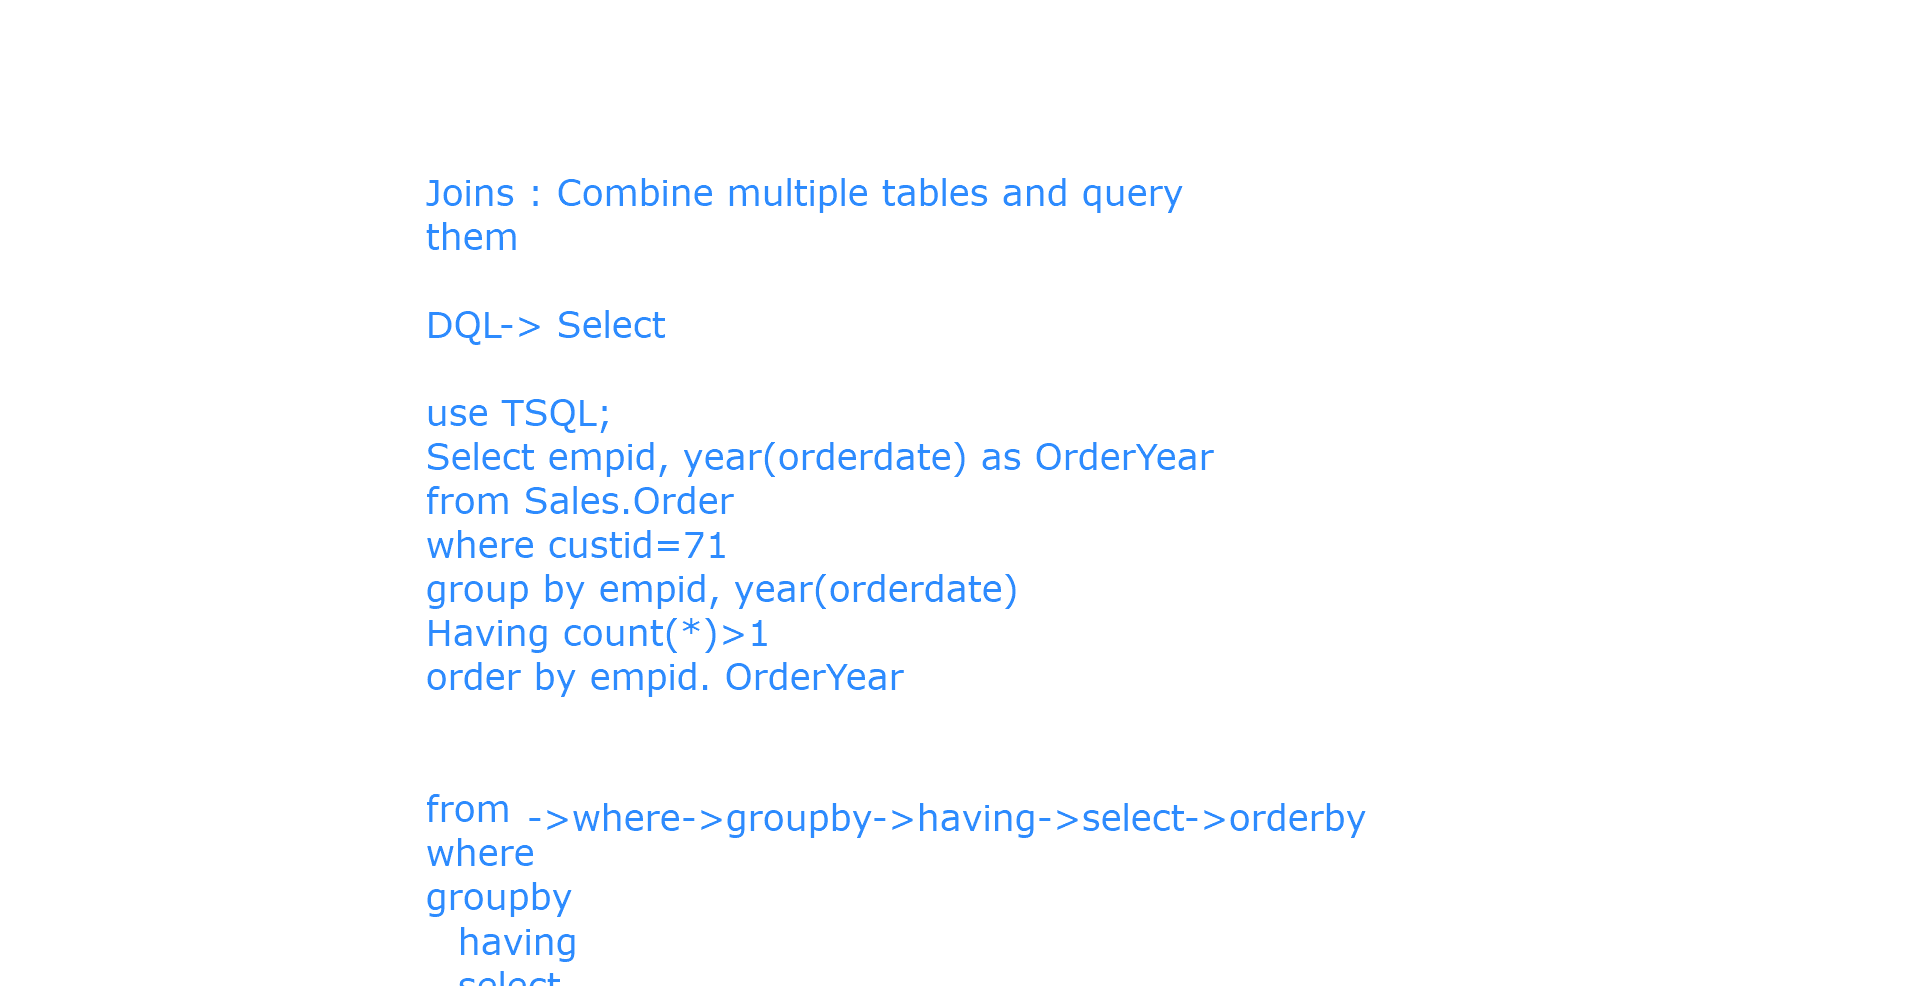 Joins : Combine multiple tables and query
them
DQL-> Select
use TSQL;
Select empid, year(orderdate) as OrderYear
from Sales.Order
where custid=71
group by empid, year(orderdate)
Having count(*)>1
order by empid. OrderYear
from ->where->groupby->having->select->orderby
where
groupby
having
select